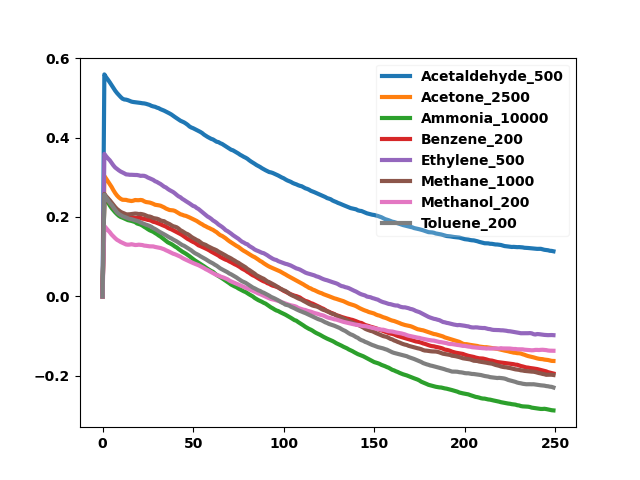 0.6
0.4
0.2
0.0
−0.2
0
50
100
150
200
250
Acetaldehyde_500
Acetone_2500
Ammonia_10000
Benzene_200
Ethylene_500
Methane_1000
Methanol_200
Toluene_200